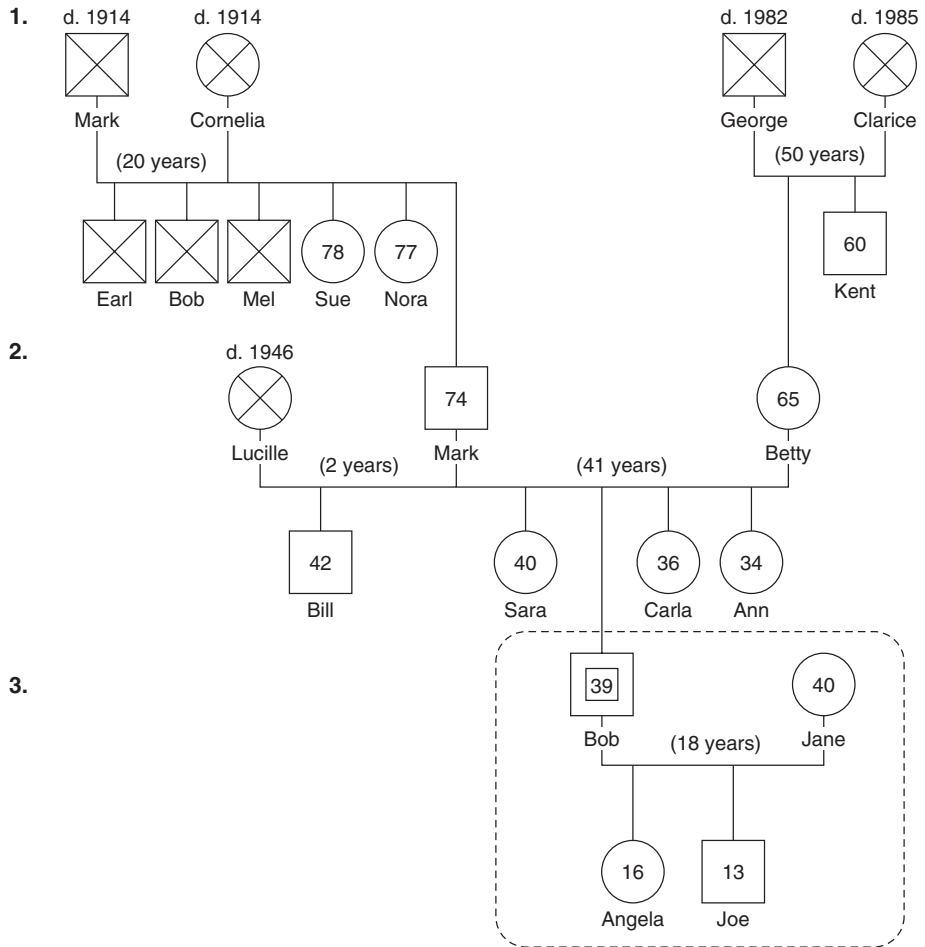 1.
d. 1914 d. 1914 d. 1982 d. 1985
Mark Cornelia George Clarice
(20 years) (50 years)
78 77 60
Earl Bob Mel Sue Nora Kent
2.
d. 1946
74 65
Lucille Mark Betty
(2 years) (41 years)
42 40 36 34
Bill Sara Carla Ann
3.
39 40
Bob (18 years) Jane
16 13
Angela Joe